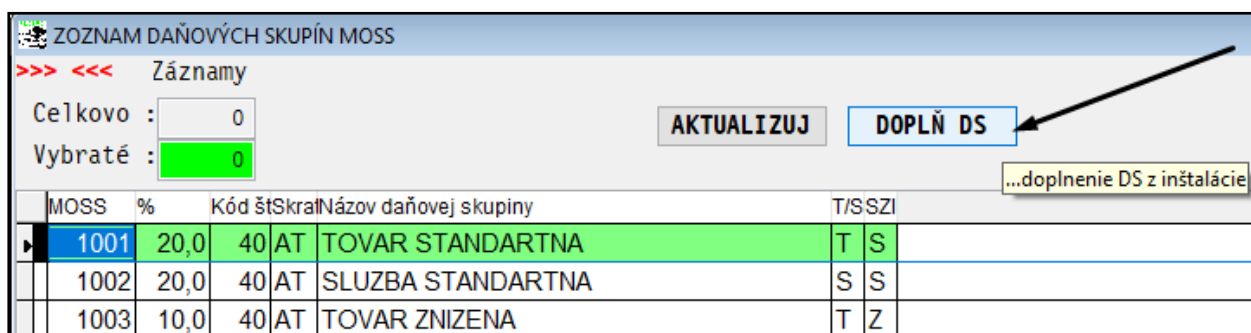 ZOZNAM DAŇOVÝCH SKUPÍN MOSS
>>> <<< Záznamy
Celkovo : 0
AKTUALIZUJ DOPLŇ DS
Vybraté : 0
...doplnenie DS z inštalácie
MOSS % Kód št Skrat Názov daňovej skupiny T/S SZI
1001 20,0 40 AT TOVAR STANDARTNA T S
1002 20,0 40 AT SLUZBA STANDARTNA S S
1003 10,0 40 AT TOVAR ZNIZENA T Z